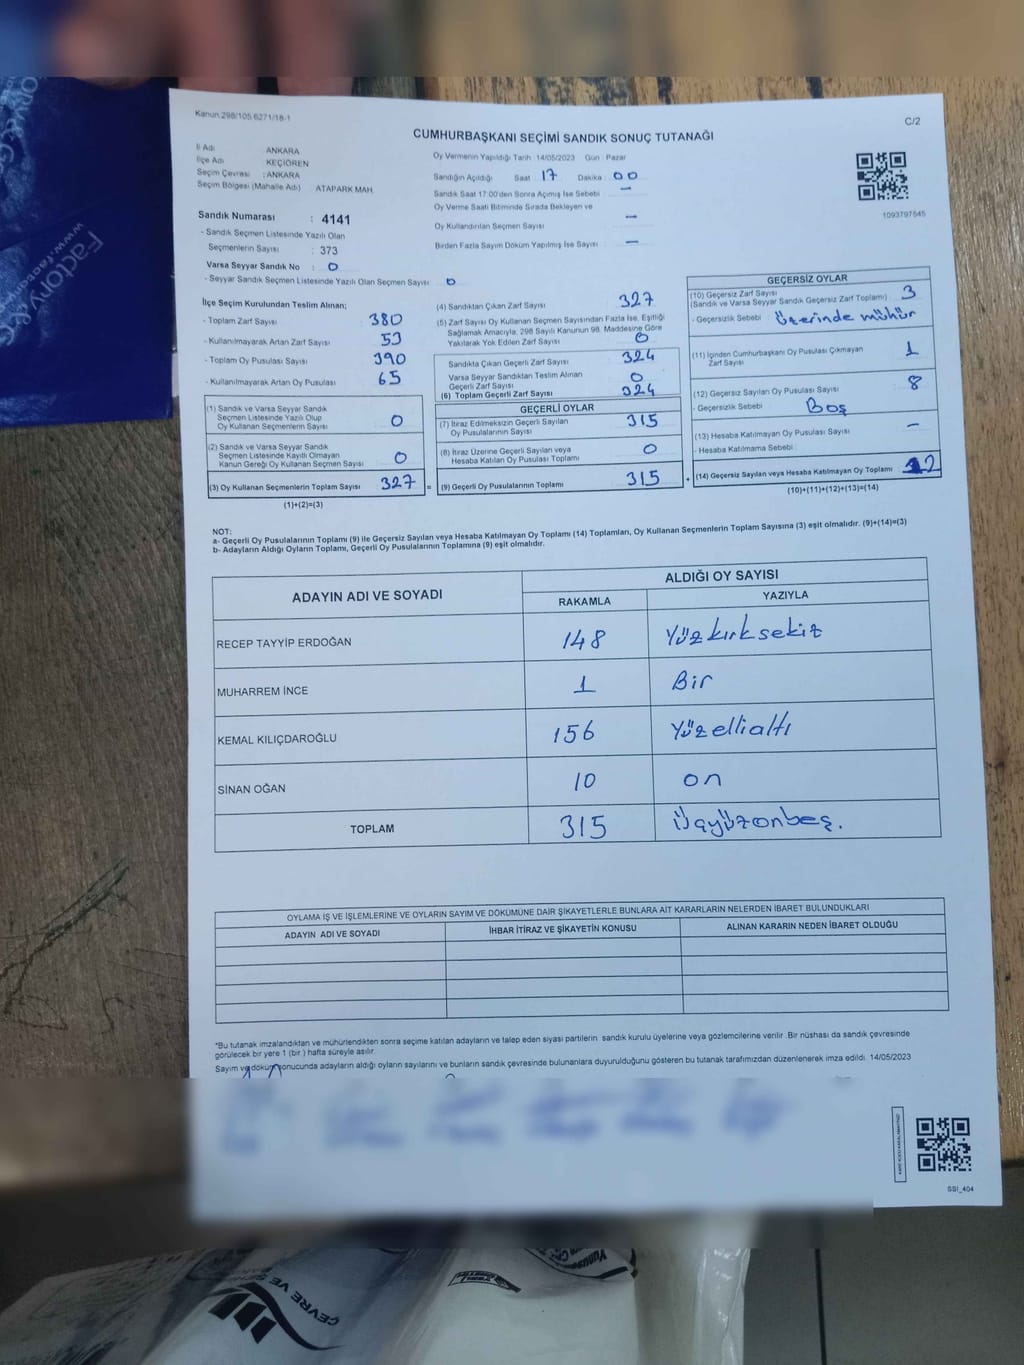 Kanun 298/105 6271/18-1
C/2
CUMHURBAŞKANI SEÇİMİ SANDIK SONUÇ TUTANAĞI
İl Adı : ANKARA
İlçe Adı : KEÇİÖREN
Seçim Çevresi : ANKARA
Seçim Bölgesi (Mahalle Adı) : ATAPARK MAH.
Oy Vermenin Yapıldığı Tarih 14/05/2023 Gün : Pazar
Sandığın Açıldığı Saat 17 Dakika 00
Sandık Saat 17:00'den Sonra Açılmış İse Sebebi –
Oy Verme Saati Bitiminde Sırada Bekleyen ve
Oy Kullandırılan Seçmen Sayısı –
Birden Fazla Sayım Döküm Yapılmış İse Sayısı –
1093797545
Sandık Numarası : 4141
- Sandık Seçmen Listesinde Yazılı Olan
Seçmenlerin Sayısı : 373
Varsa Seyyar Sandık No : 0
- Seyyar Sandık Seçmen Listesinde Yazılı Olan Seçmen Sayısı 0
İlçe Seçim Kurulundan Teslim Alınan;
- Toplam Zarf Sayısı 380
- Kullanılmayarak Artan Zarf Sayısı 53
- Toplam Oy Pusulası Sayısı 390
- Kullanılmayarak Artan Oy Pusulası 65
(1) Sandık ve Varsa Seyyar Sandık
Seçmen Listesinde Yazılı Olup
Oy Kullanan Seçmenlerin Sayısı 0
(2) Sandık ve Varsa Seyyar Sandık
Seçmen Listesinde Kayıtlı Olmayan
Kanun Gereği Oy Kullanan Seçmen Sayısı 0
(3) Oy Kullanan Seçmenlerin Toplam Sayısı 327 =
(1)+(2)=(3)
(4) Sandıktan Çıkan Zarf Sayısı 327
(5) Zarf Sayısı Oy Kullanan Seçmen Sayısından Fazla İse, Eşitliği
Sağlamak Amacıyla, 298 Sayılı Kanunun 98. Maddesine Göre
Yakılarak Yok Edilen Zarf Sayısı 0
Sandıkta Çıkan Geçerli Zarf Sayısı 324
Varsa Seyyar Sandıktan Teslim Alınan
Geçerli Zarf Sayısı 0
(6) Toplam Geçerli Zarf Sayısı 324
GEÇERLİ OYLAR
(7) İtiraz Edilmeksizin Geçerli Sayılan
Oy Pusulalarının Sayısı 315
(8) İtiraz Üzerine Geçerli Sayılan veya
Hesaba Katılan Oy Pusulası Toplamı 0
(9) Geçerli Oy Pusulalarının Toplamı 315 +
GEÇERSİZ OYLAR
(10) Geçersiz Zarf Sayısı 3
(Sandık ve Varsa Seyyar Sandık Geçersiz Zarf Toplamı)
- Geçersizlik Sebebi : Üzerinde mühür
(11) İçinden Cumhurbaşkanı Oy Pusulası Çıkmayan
Zarf Sayısı 1
(12) Geçersiz Sayılan Oy Pusulası Sayısı 8
- Geçersizlik Sebebi Boş
(13) Hesaba Katılmayan Oy Pusulası Sayısı –
- Hesaba Katılmama Sebebi :
(14) Geçersiz Sayılan veya Hesaba Katılmayan Oy Toplamı 12
(10)+(11)+(12)+(13)=(14)
NOT:
a- Geçerli Oy Pusulalarının Toplamı (9) ile Geçersiz Sayılan veya Hesaba Katılmayan Oy Toplamı (14) Toplamları, Oy Kullanan Seçmenlerin Toplam Sayısına (3) eşit olmalıdır. (9)+(14)=(3)
b- Adayların Aldığı Oyların Toplamı, Geçerli Oy Pusulalarının Toplamına (9) eşit olmalıdır.
ADAYIN ADI VE SOYADI
ALDIĞI OY SAYISI
RAKAMLA YAZIYLA
RECEP TAYYİP ERDOĞAN 148 Yüzkırksekiz
MUHARREM İNCE 1 Bir
KEMAL KILIÇDAROĞLU 156 Yüzellialtı
SİNAN OĞAN 10 on
TOPLAM 315 Üçyüzonbeş.
OYLAMA İŞ VE İŞLEMLERİNE VE OYLARIN SAYIM VE DÖKÜMÜNE DAİR ŞİKAYETLERLE BUNLARA AİT KARARLARIN NELERDEN İBARET BULUNDUKLARI
ADAYIN ADI VE SOYADI İHBAR İTİRAZ VE ŞİKAYETİN KONUSU ALINAN KARARIN NEDEN İBARET OLDUĞU
*Bu tutanak imzalandıktan ve mühürlendikten sonra seçime katılan adayların ve talep eden siyasi partilerin sandık kurulu üyelerine veya gözlemcilerine verilir. Bir nüshası da sandık çevresinde
görülecek bir yere 1 (bir) hafta süreyle asılır.
Sayım ve döküm sonucunda adayların aldığı oyların sayılarını ve bunların sandık çevresinde bulunanlara duyurulduğunu gösteren bu tutanak tarafımızdan düzenlenerek imza edildi. 14/05/2023
SSI_404
Factory
ÇEVRE VE